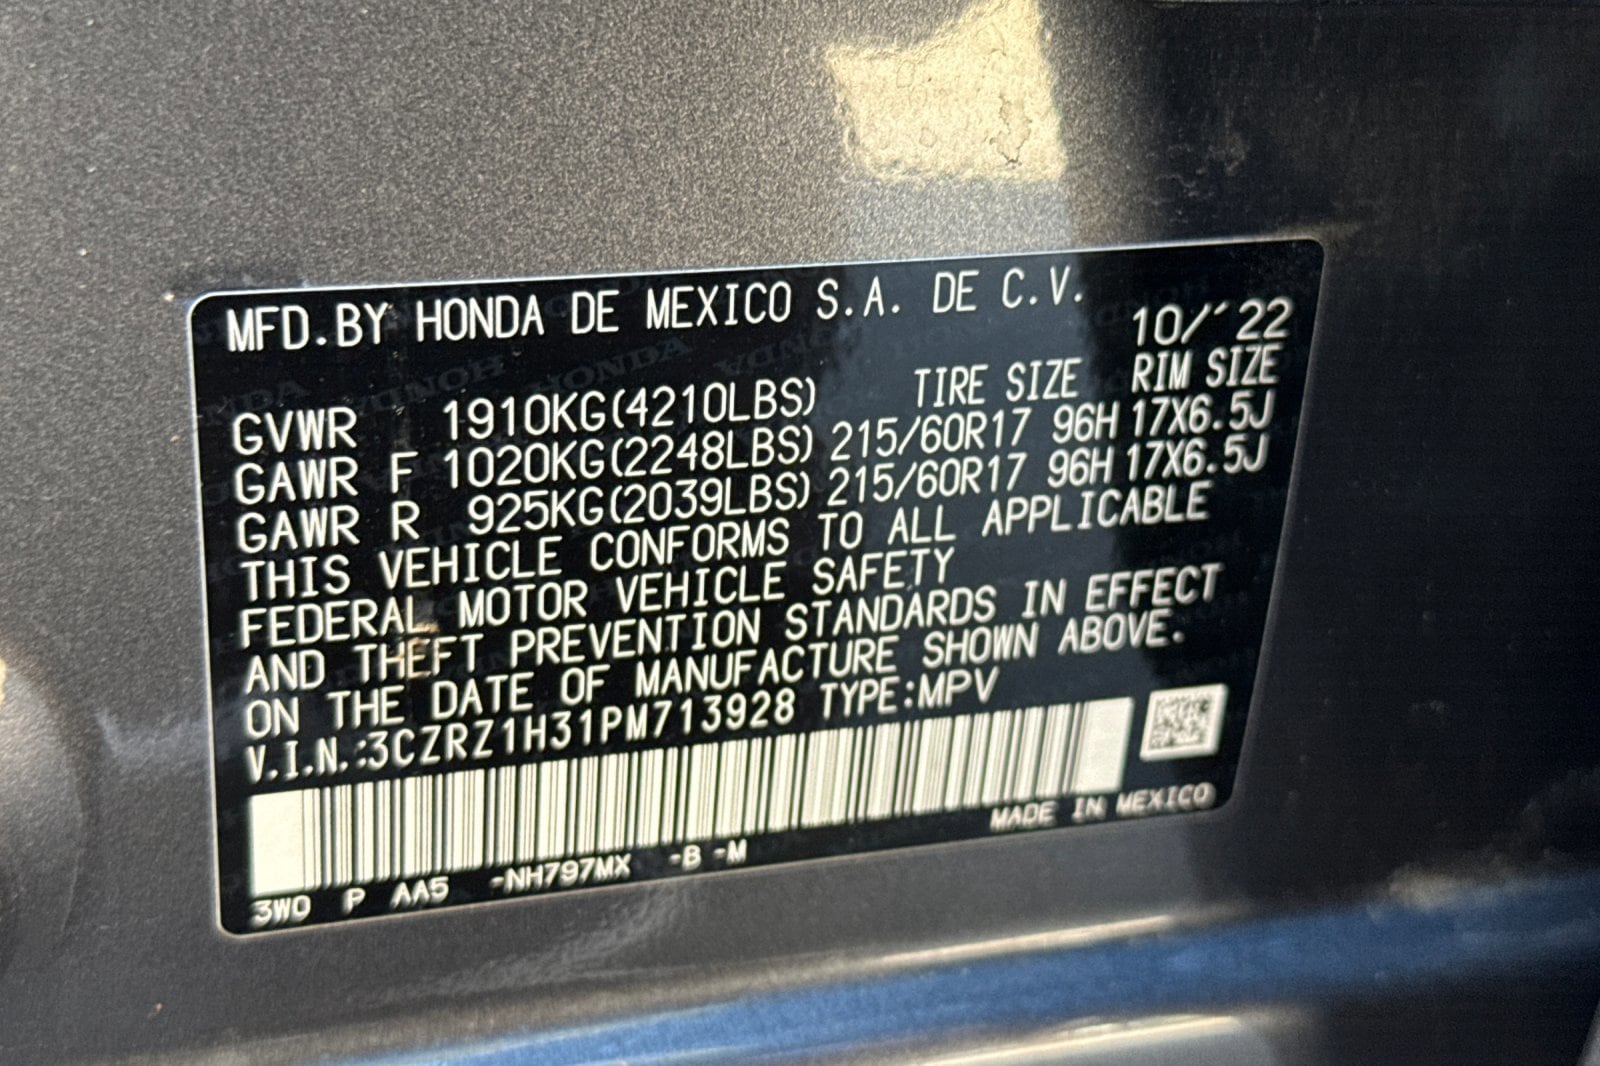 MFD.BY HONDA DE MEXICO S.A. DE C.V.
10/´22
TIRE SIZE RIM SIZE
GVWR 1910KG(4210LBS)
GAWR F 1020KG(2248LBS) 215/60R17 96H 17X6.5J
GAWR R 925KG(2039LBS) 215/60R17 96H 17X6.5J
THIS VEHICLE CONFORMS TO ALL APPLICABLE
FEDERAL MOTOR VEHICLE SAFETY
AND THEFT PREVENTION STANDARDS IN EFFECT
ON THE DATE OF MANUFACTURE SHOWN ABOVE.
V.I.N.:3CZRZ1H31PM713928 TYPE:MPV
MADE IN MEXICO
3W0 P AA5 -NH797MX -B -M